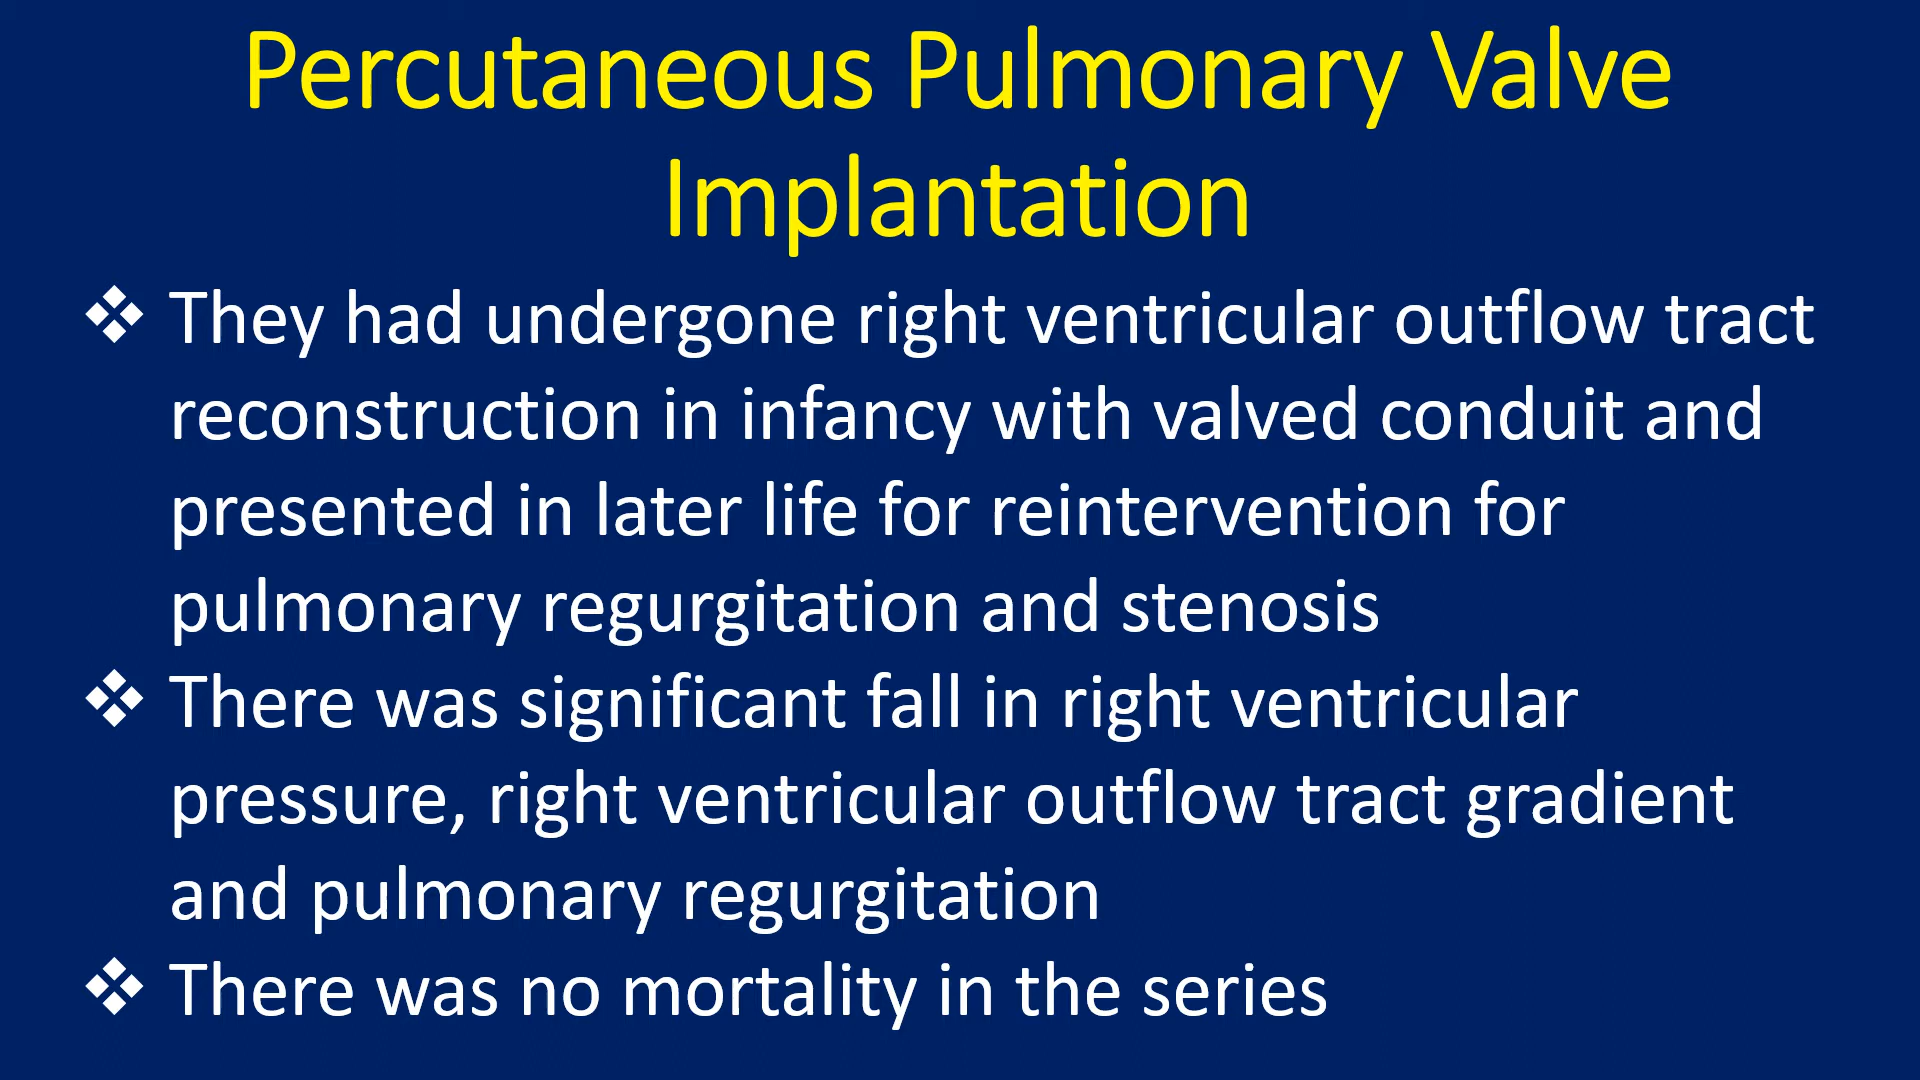 Percutaneous Pulmonary Valve
Implantation
❖ They had undergone right ventricular outflow tract
reconstruction in infancy with valved conduit and
presented in later life for reintervention for
pulmonary regurgitation and stenosis
❖ There was significant fall in right ventricular
pressure, right ventricular outflow tract gradient
and pulmonary regurgitation
❖ There was no mortality in the series